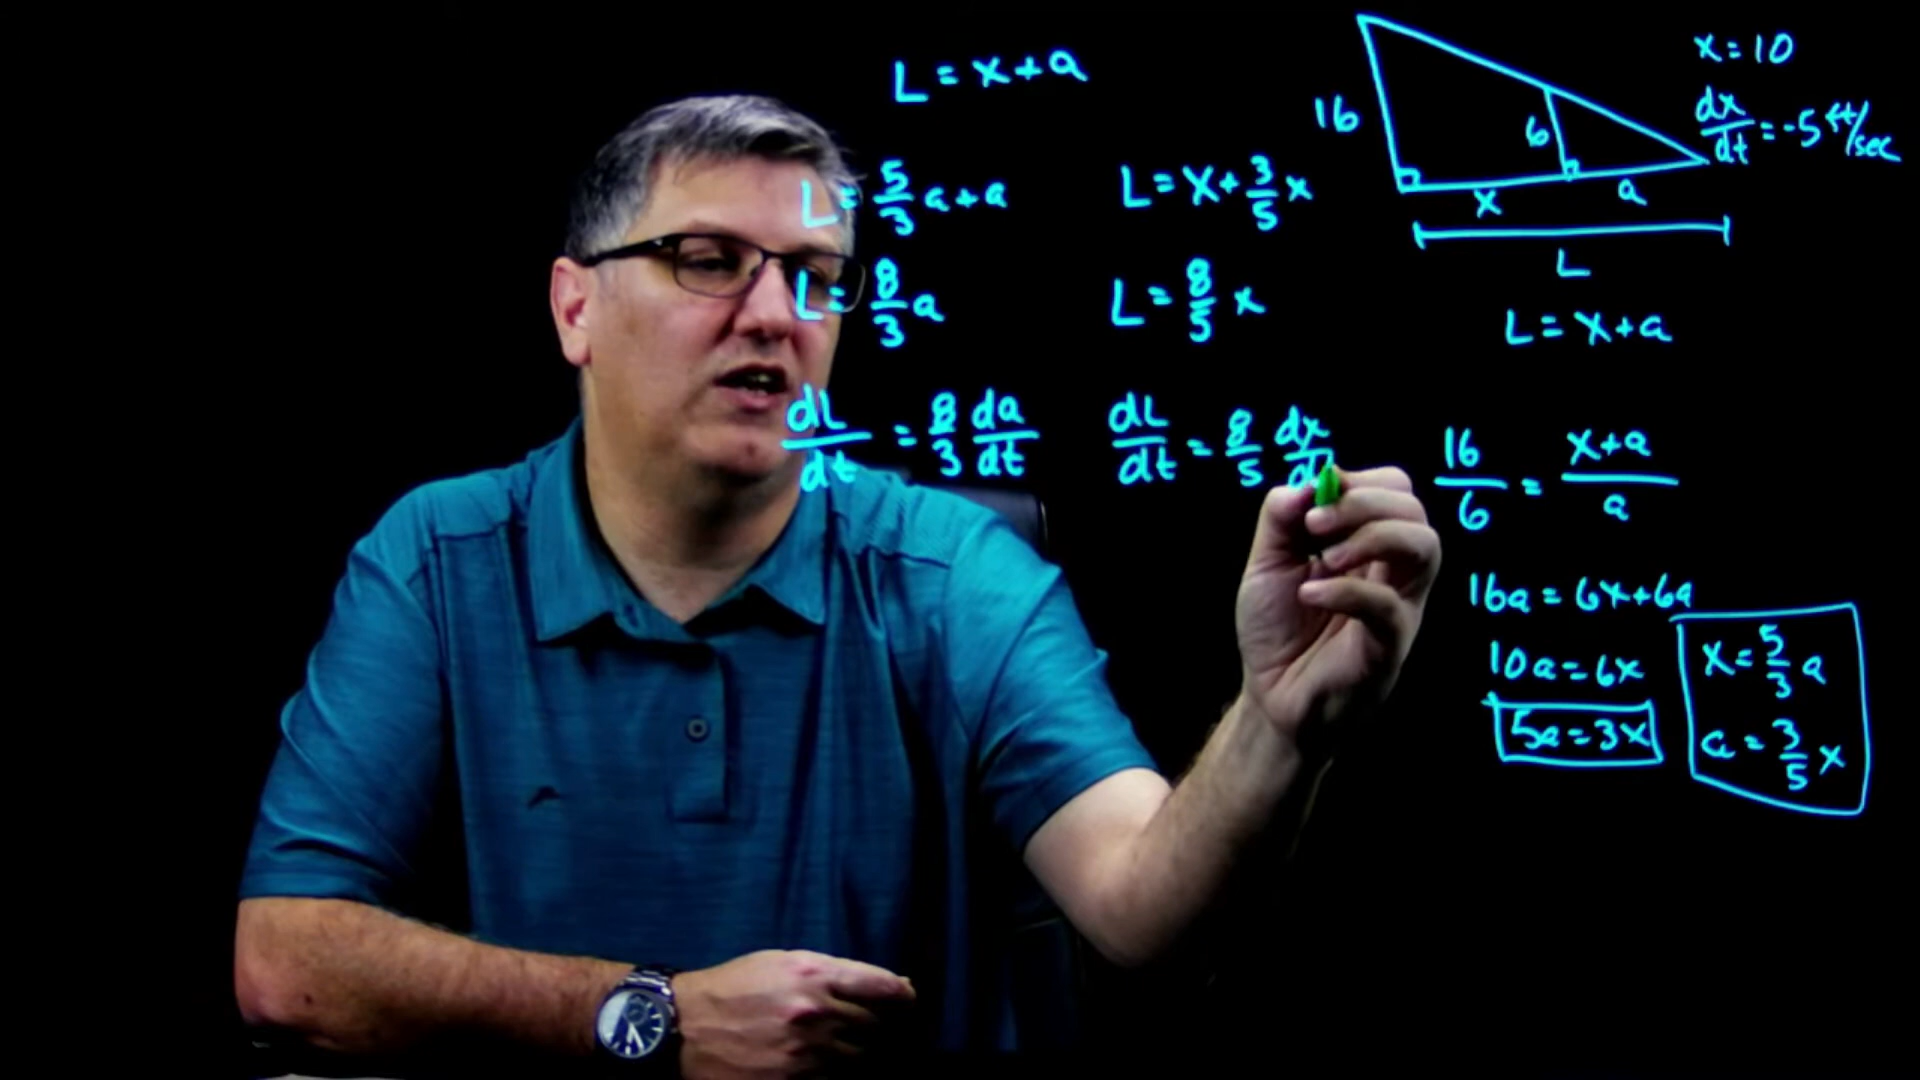 L = x + a
L = 5/3 a + a
L = 8/3 a
dL/dt = 8/3 da/dt
L = x + 3/5 x
L = 8/5 x
dL/dt = 8/5 dx/d
16
6
x
a
L
x = 10
dx/dt = -5 ft/sec
L = x + a
16/6 = x + a/a
16a = 6x + 6a
10a = 6x
5a = 3x
x = 5/3 a
a = 3/5 x